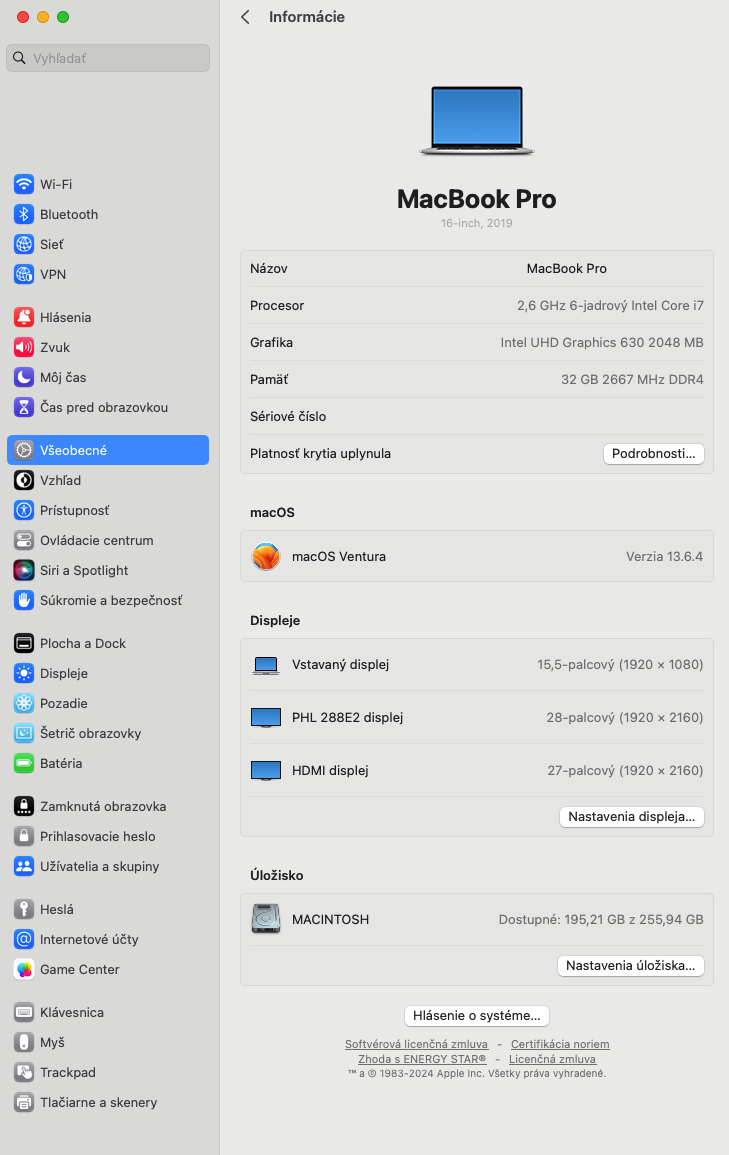 Vyhľadať
Wi-Fi
Bluetooth
Sieť
VPN
Hlásenia
Zvuk
Môj čas
Čas pred obrazovkou
Všeobecné
Vzhľad
Prístupnosť
Ovládacie centrum
Siri a Spotlight
Súkromie a bezpečnosť
Plocha a Dock
Displeje
Pozadie
Šetrič obrazovky
Batéria
Zamknutá obrazovka
Prihlasovacie heslo
Užívatelia a skupiny
Heslá
Internetové účty
Game Center
Klávesnica
Myš
Trackpad
Tlačiarne a skenery
Informácie
MacBook Pro
16-inch, 2019
Názov MacBook Pro
Procesor 2,6 GHz 6-jadrový Intel Core i7
Grafika Intel UHD Graphics 630 2048 MB
Pamäť 32 GB 2667 MHz DDR4
Sériové číslo
Platnosť krytia uplynula Podrobnosti...
macOS
macOS Ventura Verzia 13.6.4
Displeje
Vstavaný displej 15,5-palcový (1920 × 1080)
PHL 288E2 displej 28-palcový (1920 × 2160)
HDMI displej 27-palcový (1920 × 2160)
Nastavenia displeja...
Úložisko
MACINTOSH Dostupné: 195,21 GB z 255,94 GB
Nastavenia úložiska...
Hlásenie o systéme...
Softvérová licenčná zmluva - Certifikácia noriem
Zhoda s ENERGY STAR® - Licenčná zmluva
™ a © 1983-2024 Apple Inc. Všetky práva vyhradené.